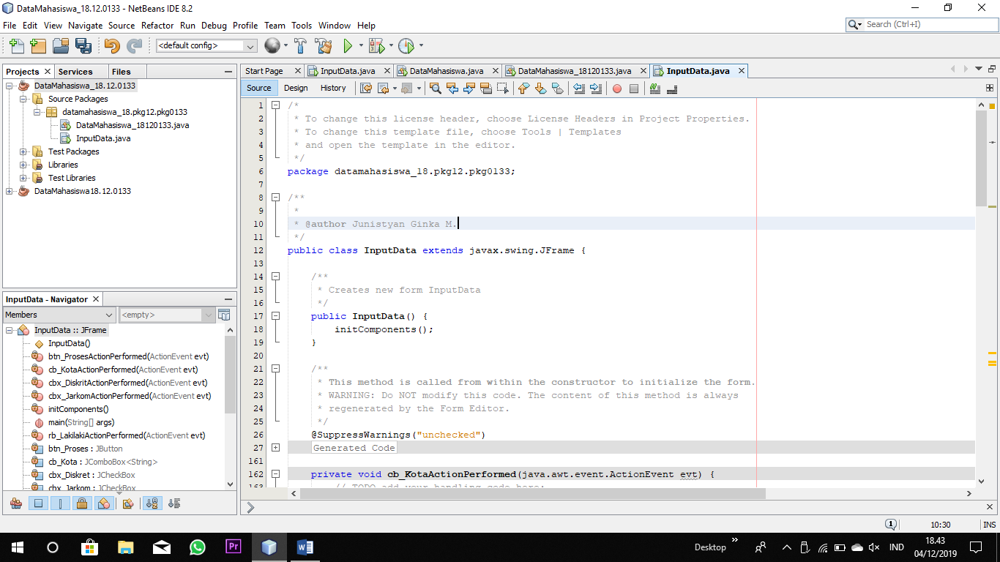 DataMahasiswa_18.12.0133 - NetBeans IDE 8.2
File Edit View Navigate Source Refactor Run Debug Profile Team Tools Window Help
Search (Ctrl+I)
<default config>
Projects Services Files
DataMahasiswa_18.12.0133
Source Packages
datamahasiswa_18.pkg12.pkg0133
DataMahasiswa_18120133.java
InputData.java
Test Packages
Libraries
Test Libraries
DataMahasiswa18.12.0133
InputData - Navigator
Members <empty>
InputData :: JFrame
InputData()
btn_ProsesActionPerformed(ActionEvent evt)
cb_KotaActionPerformed(ActionEvent evt)
cbx_DiskritActionPerformed(ActionEvent evt)
cbx_JarkomActionPerformed(ActionEvent evt)
initComponents()
main(String[] args)
rb_LakilakiActionPerformed(ActionEvent evt)
btn_Proses : JButton
cb_Kota : JComboBox<String>
cbx_Diskret : JCheckBox
cbx_Jarkom : JCheckBox
Start Page InputData.java DataMahasiswa.java DataMahasiswa_18120133.java InputData.java
Source Design History
1 /*
2 * To change this license header, choose License Headers in Project Properties.
3 * To change this template file, choose Tools | Templates
4 * and open the template in the editor.
5 */
6 package datamahasiswa_18.pkg12.pkg0133;
7
8 /**
9 *
10 * @author Junistyan Ginka M.
11 */
12 public class InputData extends javax.swing.JFrame {
13
14 /**
15 * Creates new form InputData
16 */
17 public InputData() {
18 initComponents();
19 }
20
21 /**
22 * This method is called from within the constructor to initialize the form.
23 * WARNING: Do NOT modify this code. The content of this method is always
24 * regenerated by the Form Editor.
25 */
26 @SuppressWarnings("unchecked")
27 Generated Code
161
162 private void cb_KotaActionPerformed(java.awt.event.ActionEvent evt) {
163 // TODO add your handling code here:
1 10:30 INS
Pr W Desktop IND 18.43
04/12/2019